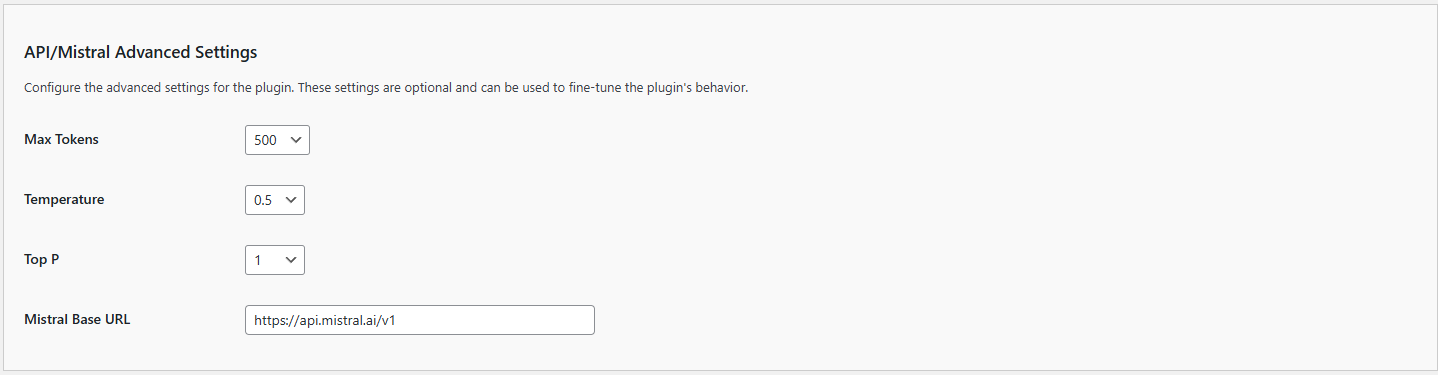 API/Mistral Advanced Settings
Configure the advanced settings for the plugin. These settings are optional and can be used to fine-tune the plugin's behavior.
Max Tokens 500
Temperature 0.5
Top P 1
Mistral Base URL https://api.mistral.ai/v1